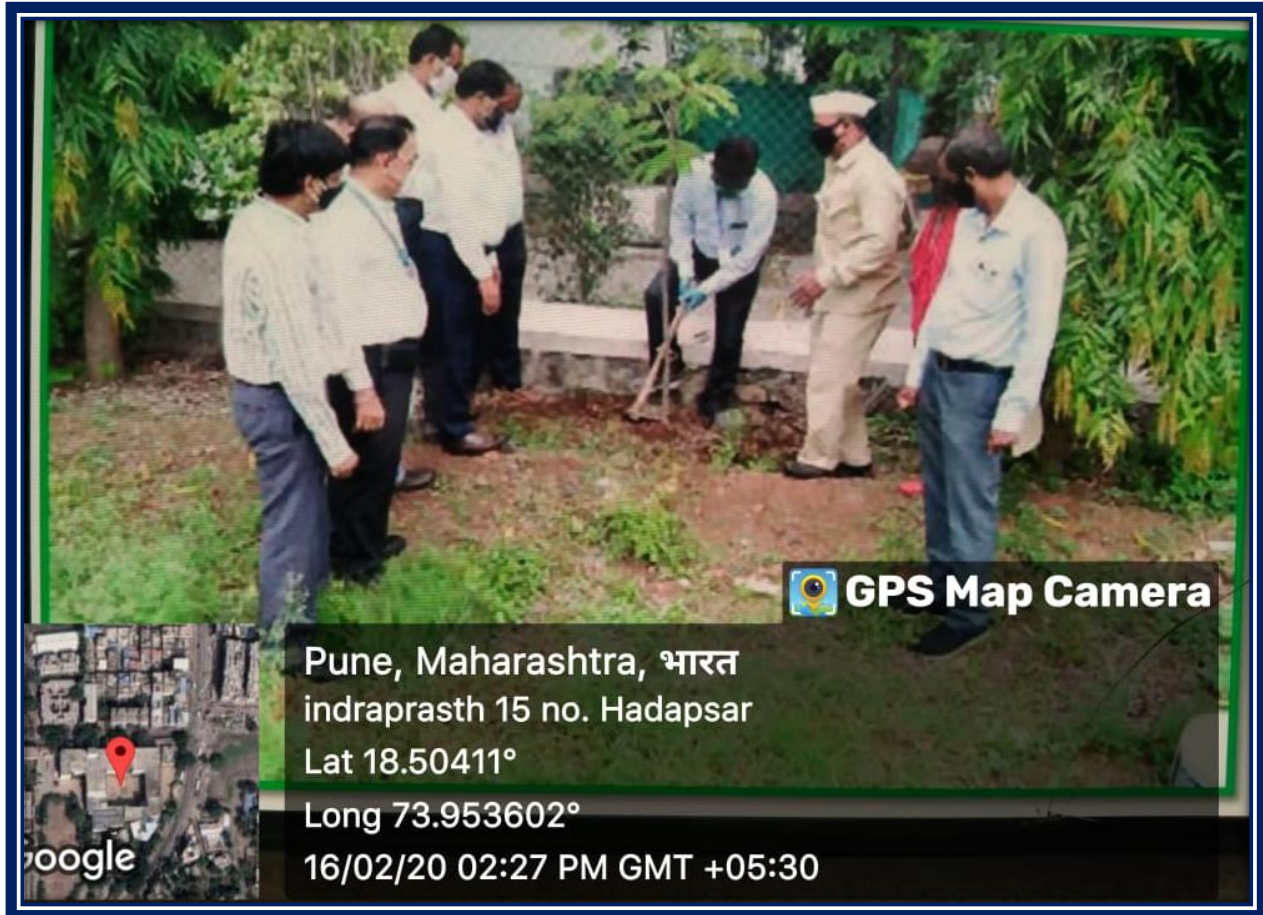 GPS Map Camera
Pune, Maharashtra, भारत
indraprasth 15 no. Hadapsar
Lat 18.50411°
Long 73.953602°
16/02/20 02:27 PM GMT +05:30
Google